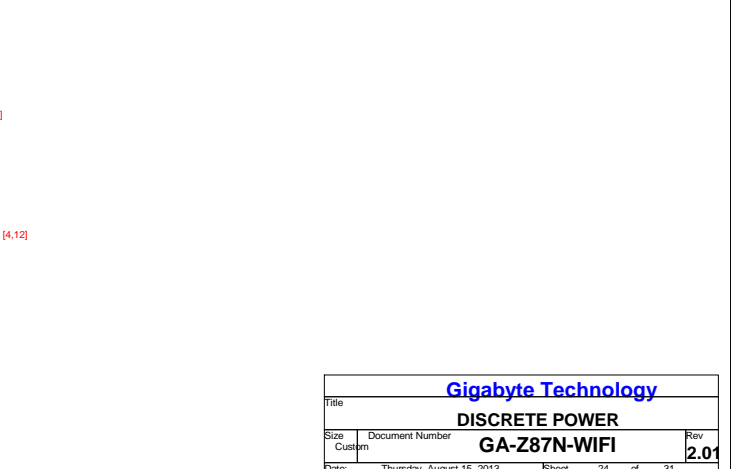 ]
[4,12]
Gigabyte Technology
Title
DISCRETE POWER
Size Document Number Rev
Custom GA-Z87N-WIFI 2.01
Date: Thursday, August 15, 2013 Sheet 24 of 31